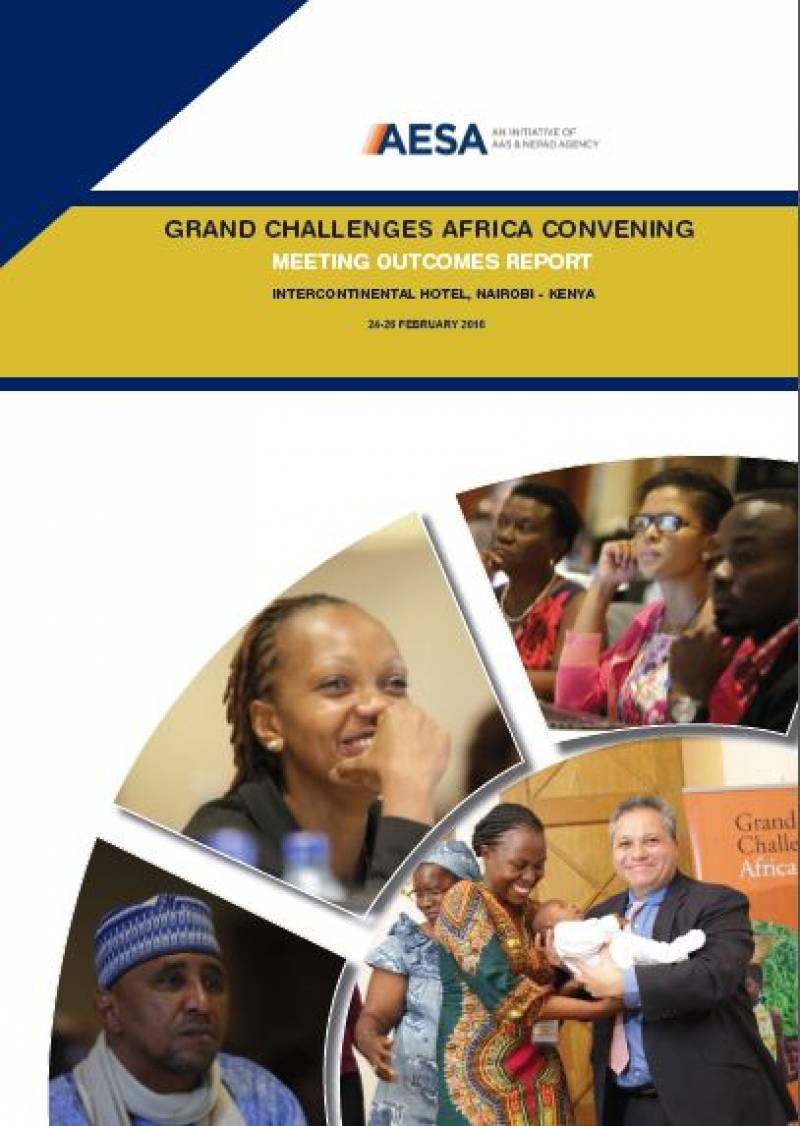 AESA
AN INITIATIVE OF
AAS & NEPAD AGENCY
GRAND CHALLENGES AFRICA CONVENING
MEETING OUTCOMES REPORT
INTERCONTINENTAL HOTEL, NAIROBI - KENYA
24-26 FEBRUARY 2016
Grand
Challe
Africa